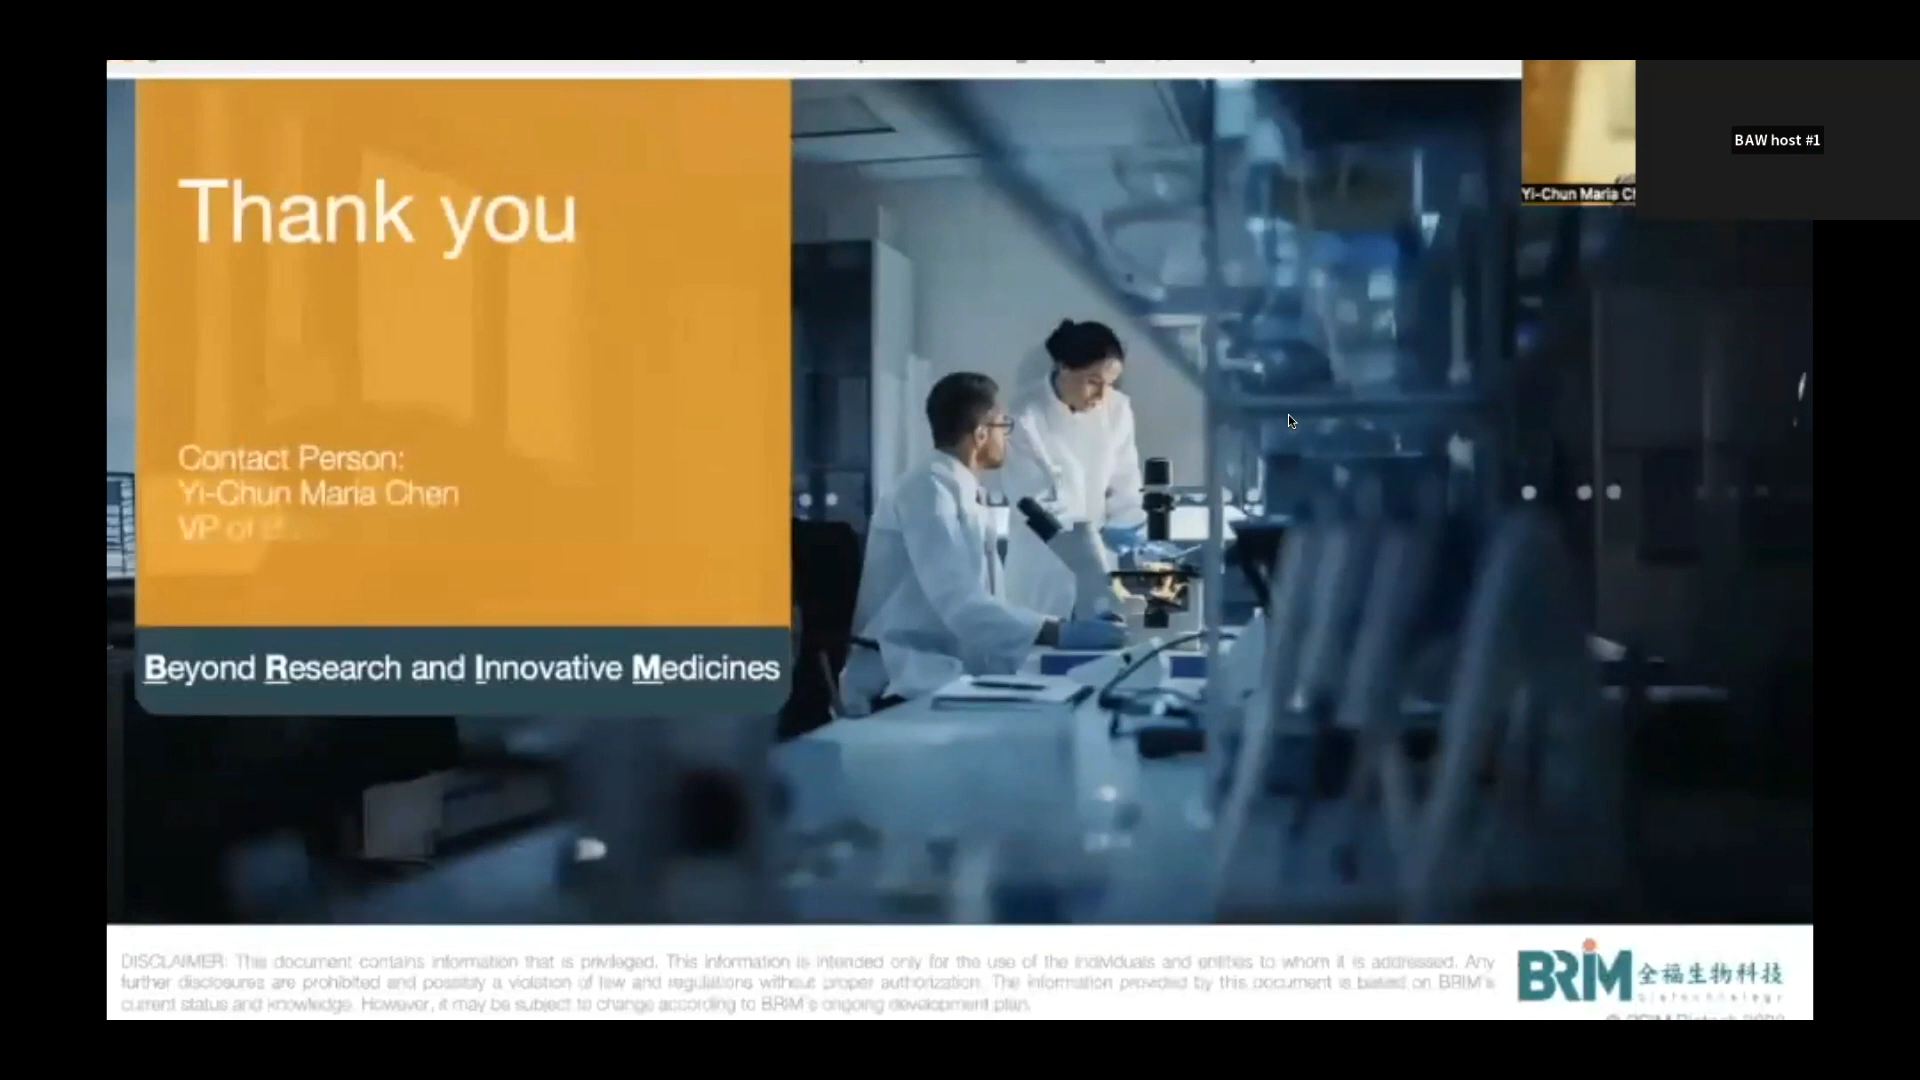 Thank you
Contact Person:
Yi-Chun Maria Chen
VP of
Beyond Research and Innovative Medicines
Yi-Chun Maria Ch
BAW host #1
DISCLAIMER: This document contains information that is privileged. This information is intended only for the use of the individuals and entities to whom it is addressed. Any
further disclosures are prohibited and possibly a violation of law and regulations without proper authorization. The information provided by this document is based on BRIM's
current status and knowledge. However, it may be subject to change according to BRIM's ongoing development plan.
BRIM 全福生物科技
biotechnology